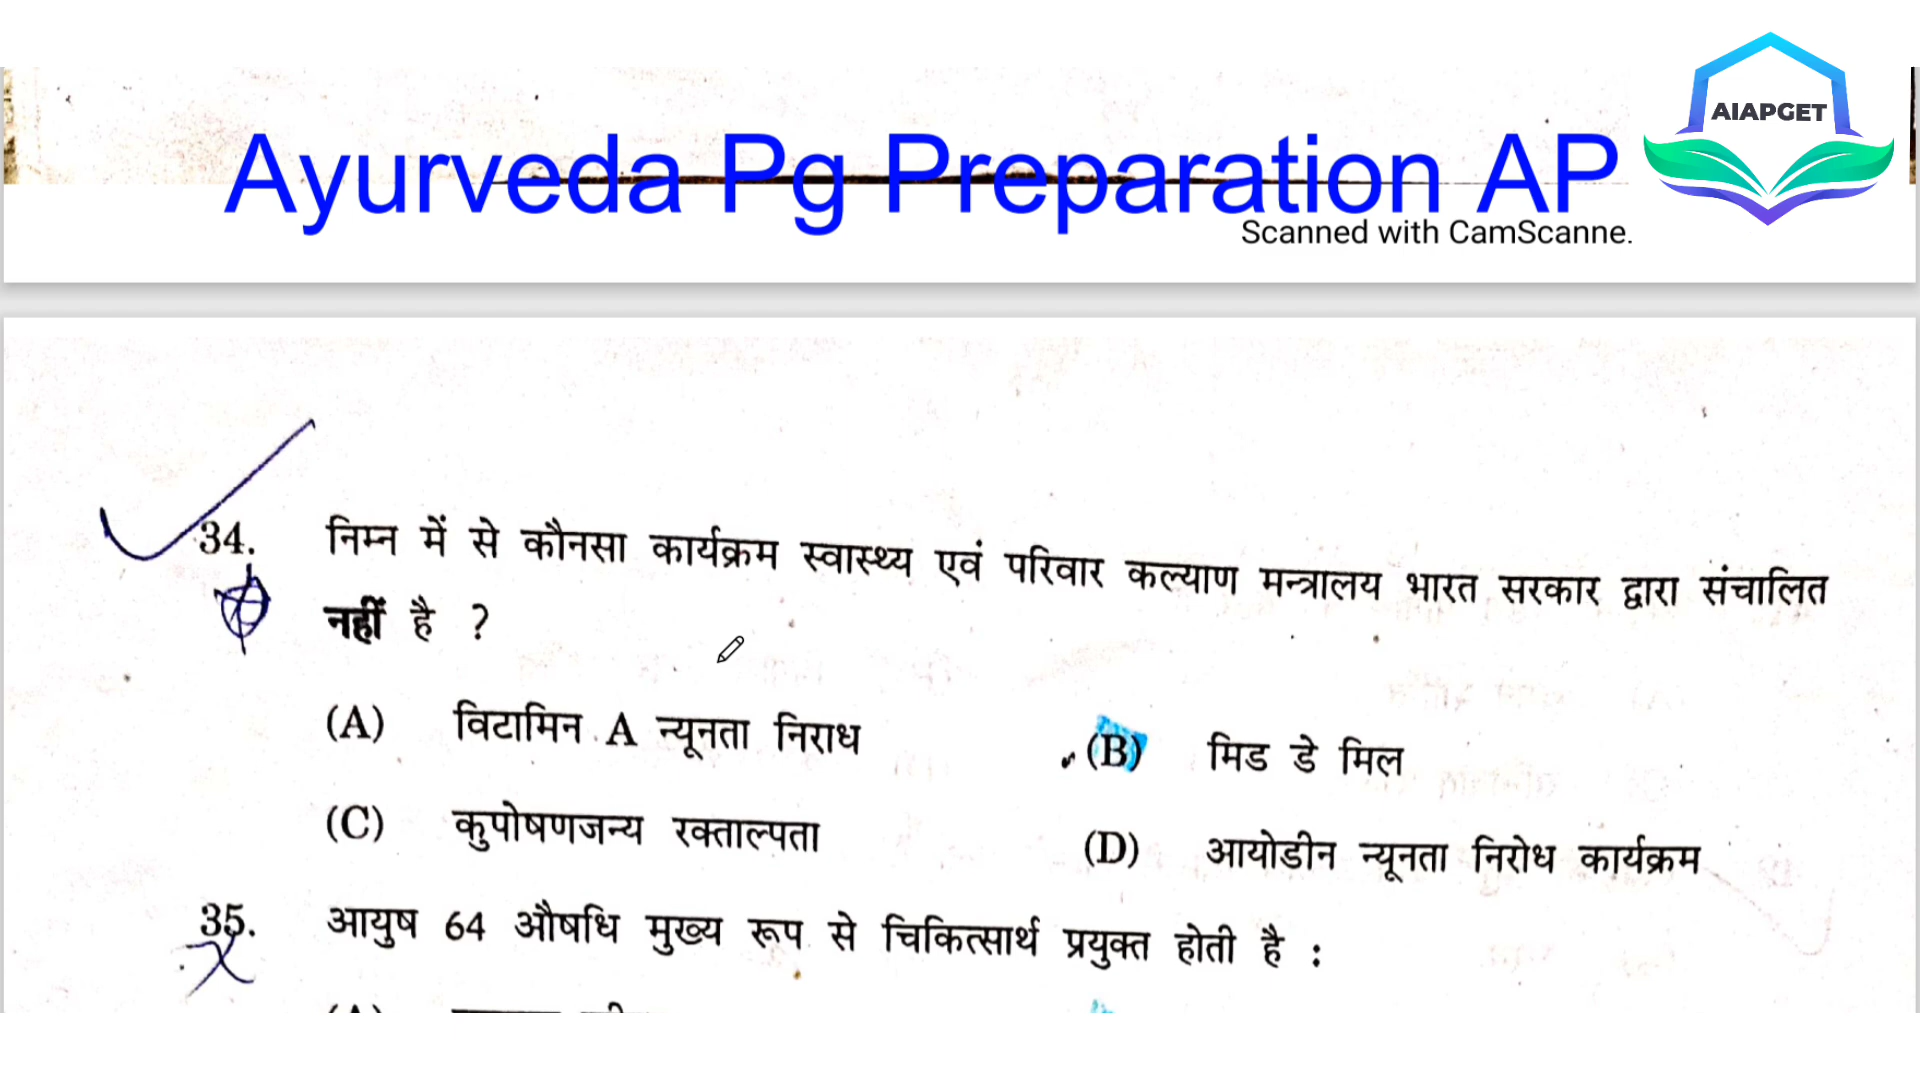 AIAPGET
Ayurveda Pg Preparation AP
Scanned with CamScanne.
34. निम्न में से कौनसा कार्यक्रम स्वास्थ्य एवं परिवार कल्याण मन्त्रालय भारत सरकार द्वारा संचालित
नहीं है ?
(A) विटामिन A न्यूनता निराध
(B) मिड डे मिल
(C) कुपोषणजन्य रक्ताल्पता
(D) आयोडीन न्यूनता निरोध कार्यक्रम
35. आयुष 64 औषधि मुख्य रूप से चिकित्सार्थ प्रयुक्त होती है :